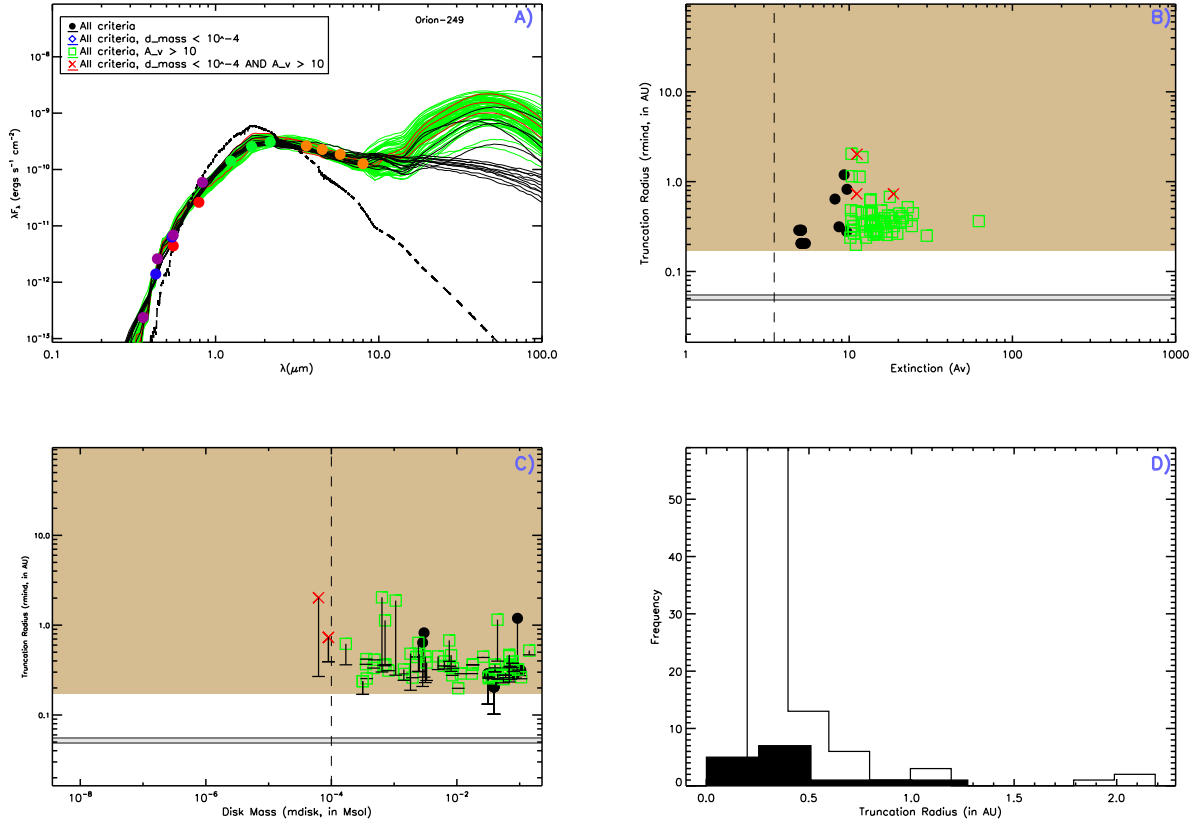 Orion-249
A)
All criteria
All criteria, d_mass < 10^-4
All criteria, A_v > 10
All criteria, d_mass < 10^-4 AND A_v > 10
λFλ (ergs s⁻¹ cm⁻²)
10⁻⁸
10⁻⁹
10⁻¹⁰
10⁻¹¹
10⁻¹²
10⁻¹³
0.1 1.0 10.0 100.0
λ(μm)
B)
Truncation Radius (rmind, in AU)
10.0
1.0
0.1
1 10 100 1000
Extinction (Av)
C)
Truncation Radius (rmind, in AU)
10.0
1.0
0.1
10⁻⁸ 10⁻⁶ 10⁻⁴ 10⁻²
Disk Mass (mdisk, in Msol)
D)
Frequency
50
40
30
20
10
0
0.0 0.5 1.0 1.5 2.0
Truncation Radius (in AU)